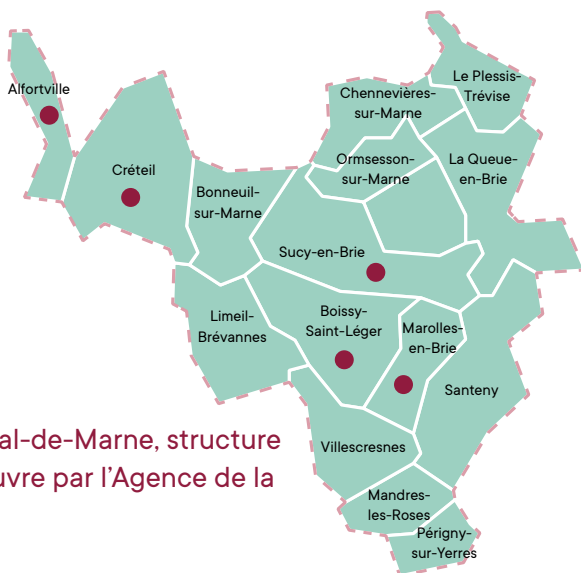 Alfortville
Créteil
Bonneuil-
sur-Marne
Chennevières-
sur-Marne
Le Plessis-
Trévise
Ormsesson-
sur-Marne
La Queue-
en-Brie
Sucy-en-Brie
Limeil-
Brévannes
Boissy-
Saint-Léger
Marolles-
en-Brie
Santeny
Villescresnes
Mandres-
les-Roses
Périgny-
sur-Yerres
al-de-Marne, structure
uvre par l’Agence de la